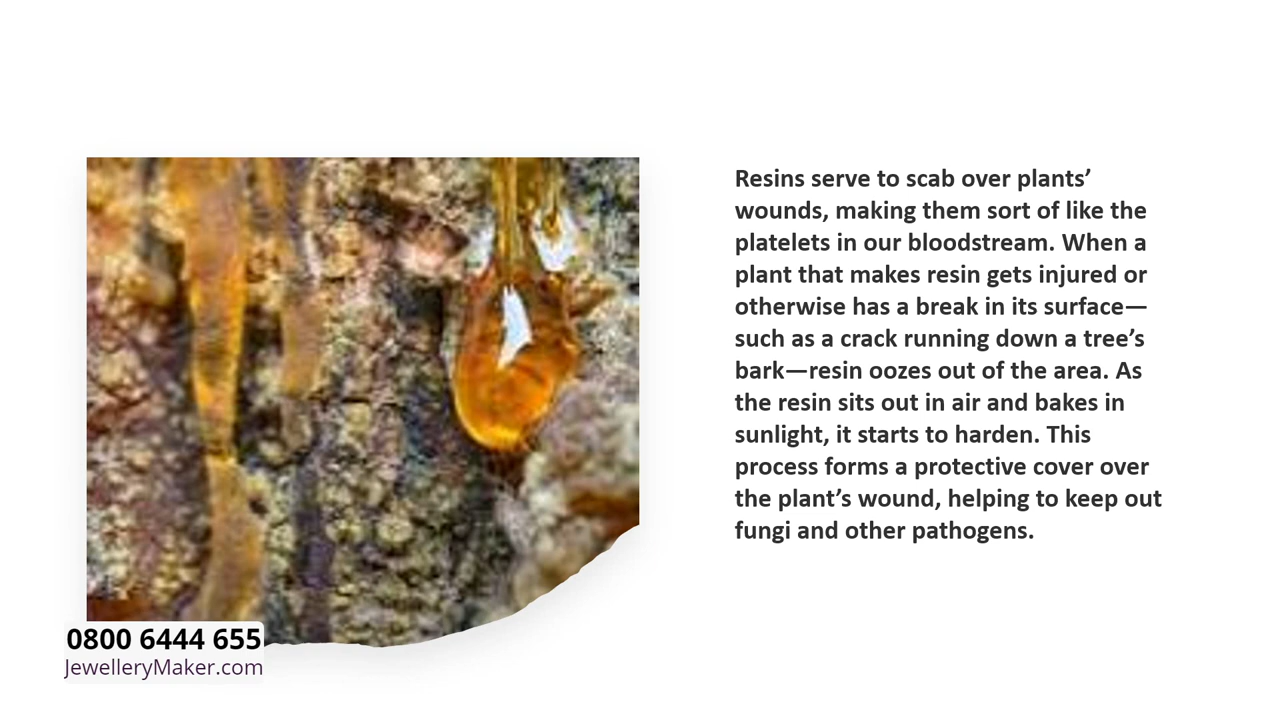 Resins serve to scab over plants’
wounds, making them sort of like the
platelets in our bloodstream. When a
plant that makes resin gets injured or
otherwise has a break in its surface—
such as a crack running down a tree’s
bark—resin oozes out of the area. As
the resin sits out in air and bakes in
sunlight, it starts to harden. This
process forms a protective cover over
the plant’s wound, helping to keep out
fungi and other pathogens.
0800 6444 655
JewelleryMaker.com